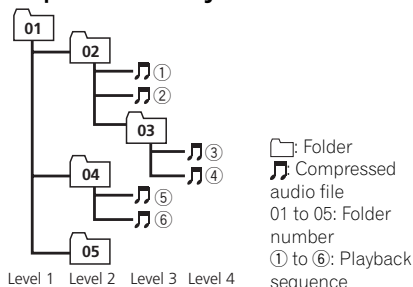 01
02
①
②
03
③
④
04
⑤
⑥
05
Level 1 Level 2 Level 3 Level 4
: Folder
: Compressed
audio file
01 to 05: Folder
number
① to ⑥: Playback
sequence